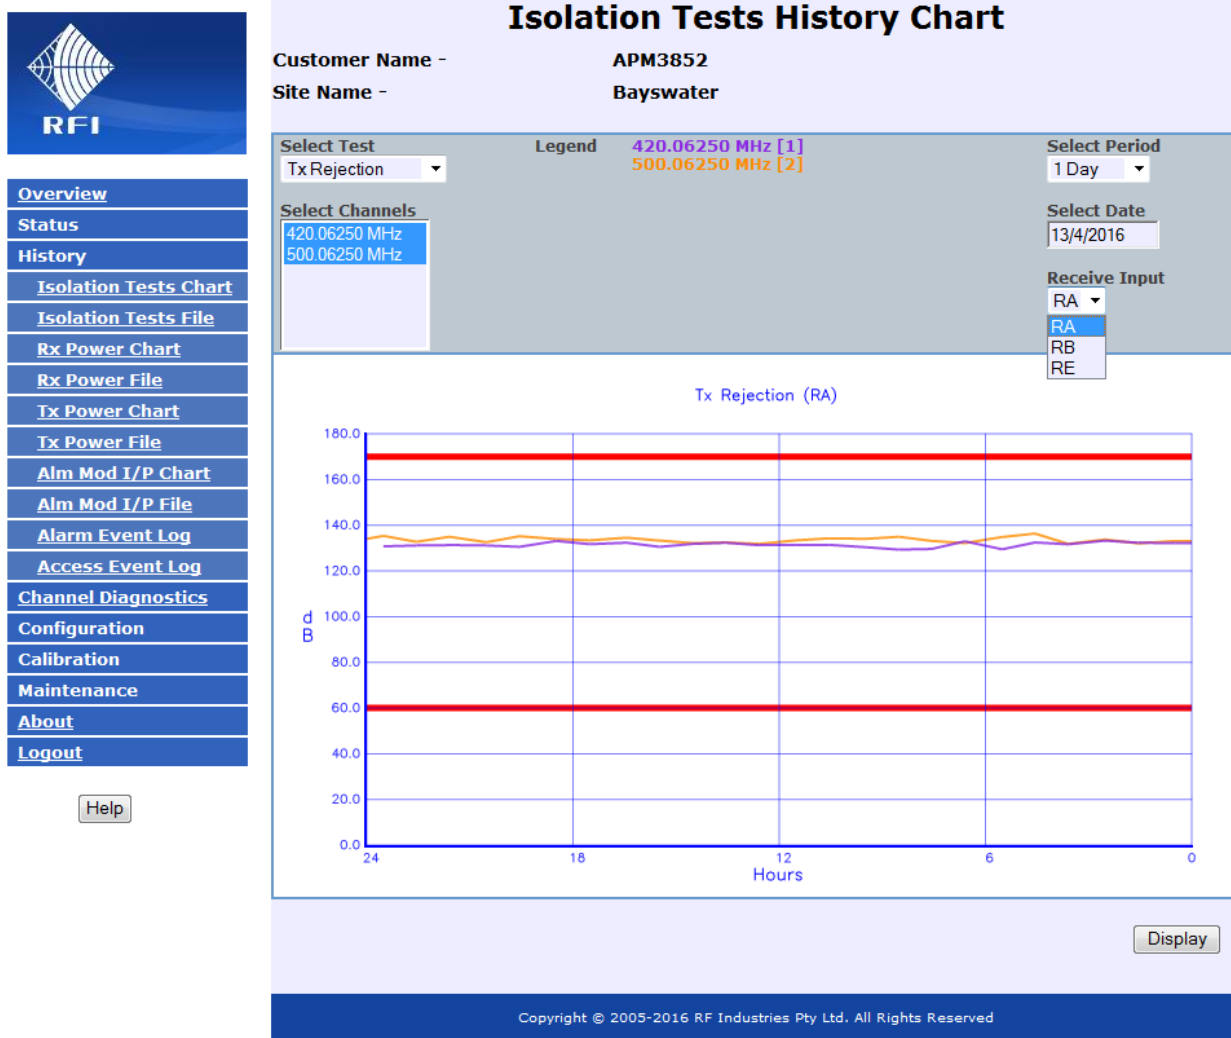 RFI
Overview
Status
History
Isolation Tests Chart
Isolation Tests File
Rx Power Chart
Rx Power File
Tx Power Chart
Tx Power File
Alm Mod I/P Chart
Alm Mod I/P File
Alarm Event Log
Access Event Log
Channel Diagnostics
Configuration
Calibration
Maintenance
About
Logout
Help
Isolation Tests History Chart
Customer Name - APM3852
Site Name - Bayswater
Select Test
Tx Rejection
Select Channels
420.06250 MHz
500.06250 MHz
Legend
420.06250 MHz [1]
500.06250 MHz [2]
Select Period
1 Day
Select Date
13/4/2016
Receive Input
RA
RA
RB
RE
Tx Rejection (RA)
180.0
160.0
140.0
120.0
100.0
80.0
60.0
40.0
20.0
0.0
dB
24 18 12 6 0
Hours
Display
Copyright © 2005-2016 RF Industries Pty Ltd. All Rights Reserved